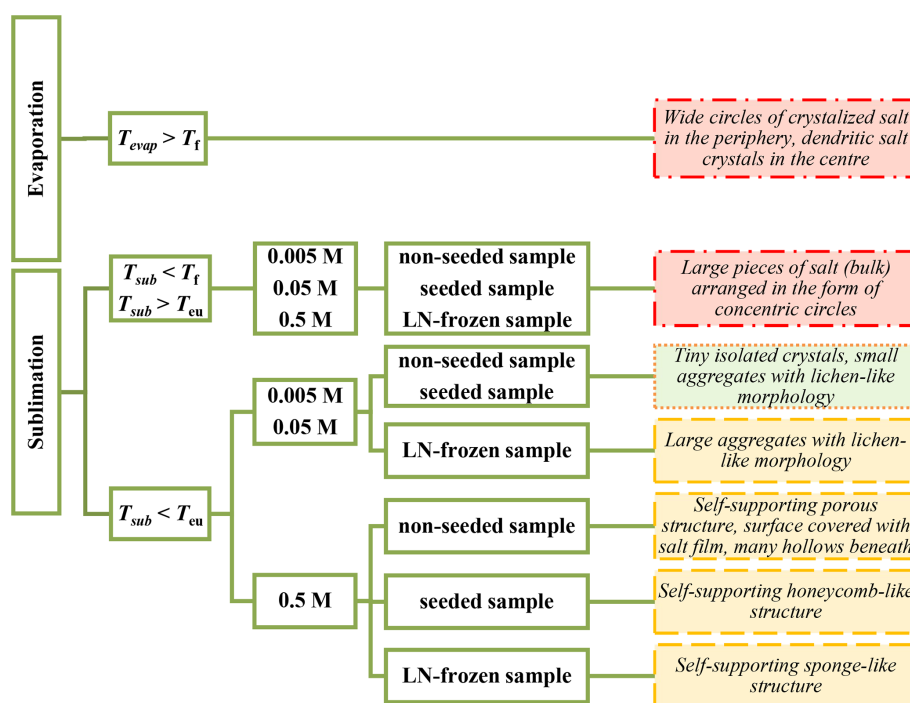 Evaporation
T_evap > T_f
Wide circles of crystalized salt
in the periphery, dendritic salt
crystals in the centre
Sublimation
T_sub < T_f
T_sub > T_eu
0.005 M
0.05 M
0.5 M
non-seeded sample
seeded sample
LN-frozen sample
Large pieces of salt (bulk)
arranged in the form of
concentric circles
T_sub < T_eu
0.005 M
0.05 M
non-seeded sample
seeded sample
Tiny isolated crystals, small
aggregates with lichen-like
morphology
LN-frozen sample
Large aggregates with lichen-
like morphology
0.5 M
non-seeded sample
Self-supporting porous
structure, surface covered with
salt film, many hollows beneath
seeded sample
Self-supporting honeycomb-like
structure
LN-frozen sample
Self-supporting sponge-like
structure